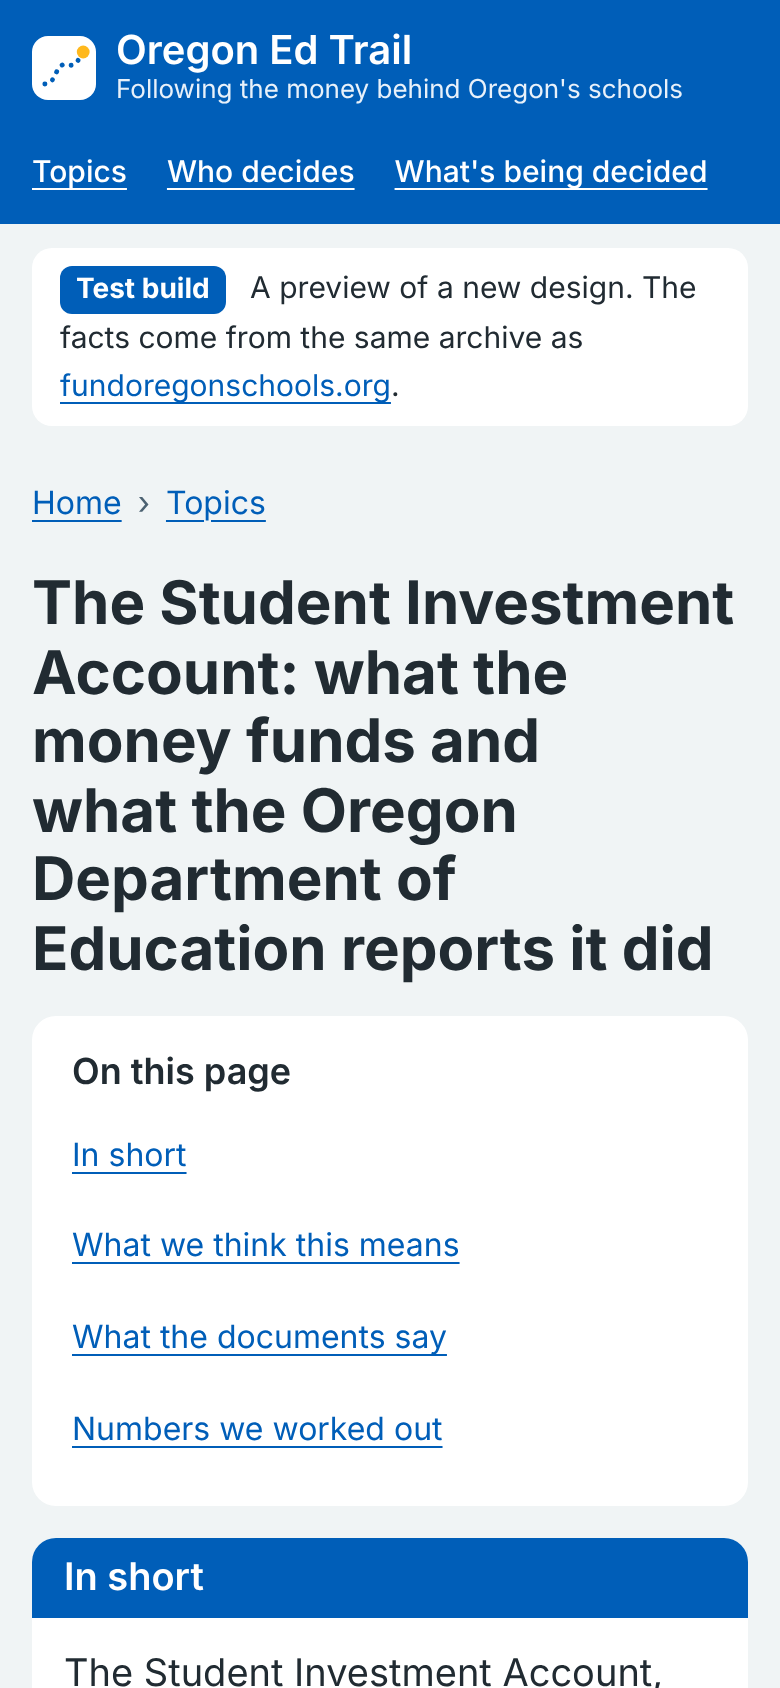 Oregon Ed Trail
Following the money behind Oregon's schools
Topics Who decides What's being decided
Test build A preview of a new design. The
facts come from the same archive as
fundoregonschools.org.
Home › Topics
The Student Investment
Account: what the
money funds and
what the Oregon
Department of
Education reports it did
On this page
In short
What we think this means
What the documents say
Numbers we worked out
In short
The Student Investment Account,